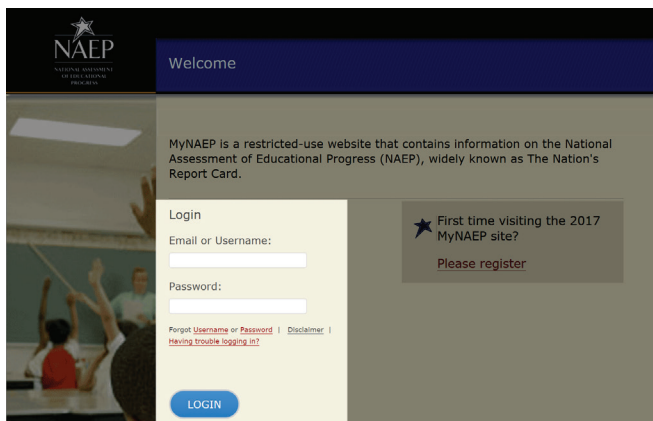 NAEP
NATIONAL ASSESSMENT
OF EDUCATIONAL
PROGRESS
Welcome
MyNAEP is a restricted-use website that contains information on the National
Assessment of Educational Progress (NAEP), widely known as The Nation's
Report Card.
Login
Email or Username:
Password:
Forgot Username or Password | Disclaimer |
Having trouble logging in?
LOGIN
First time visiting the 2017
MyNAEP site?
Please register